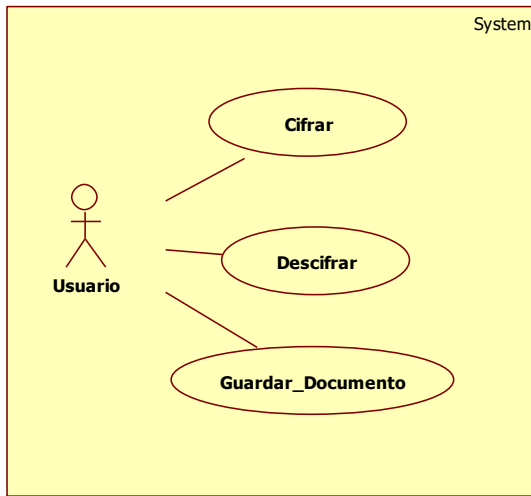 System
Cifrar
Descifrar
Usuario
Guardar_Documento